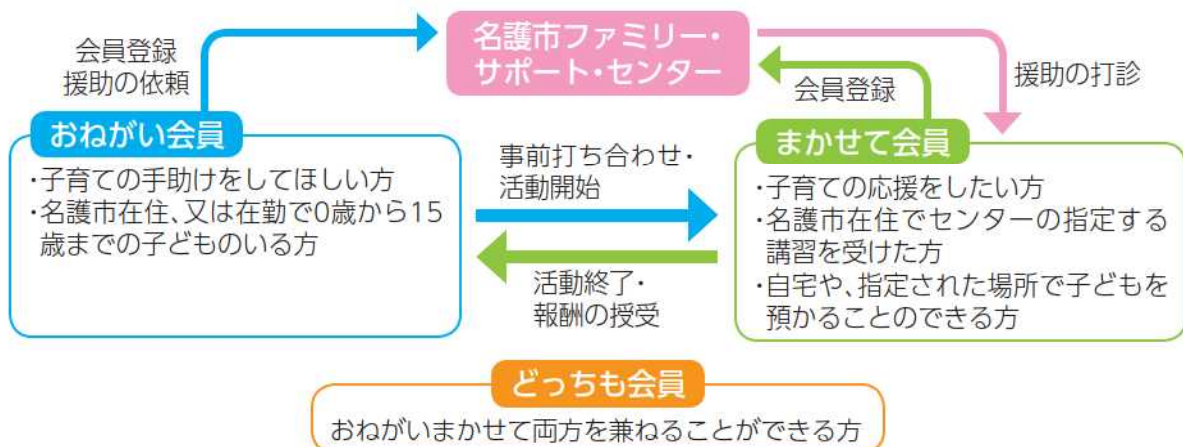 名護市ファミリー・
サポート・センター
会員登録
援助の依頼
会員登録
援助の打診
おねがい会員
・子育ての手助けをしてほしい方
・名護市在住、又は在勤で0歳から15
歳までの子どものいる方
事前打ち合わせ・
活動開始
活動終了・
報酬の授受
まかせて会員
・子育ての応援をしたい方
・名護市在住でセンターの指定する
講習を受けた方
・自宅や、指定された場所で子どもを
預かることのできる方
どっちも会員
おねがいまかせて両方を兼ねることができる方